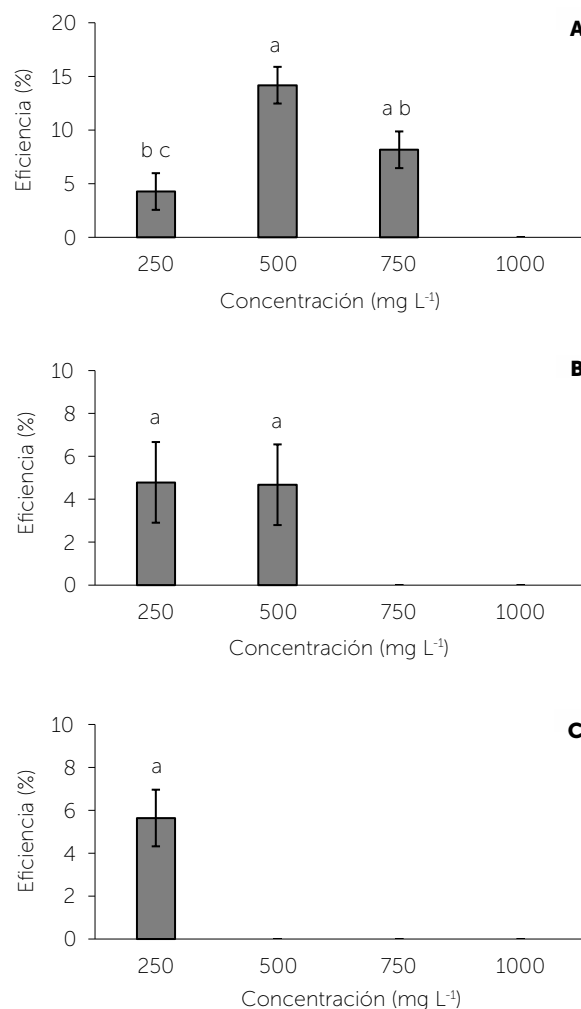 A
20
a
15
a b
10
b c
5
0
Eficiencia (%)
250 500 750 1000
Concentración (mg L⁻¹)
B
10
8
a a
6
4
2
0
Eficiencia (%)
250 500 750 1000
Concentración (mg L⁻¹)
C
10
8
a
6
4
2
0
Eficiencia (%)
250 500 750 1000
Concentración (mg L⁻¹)